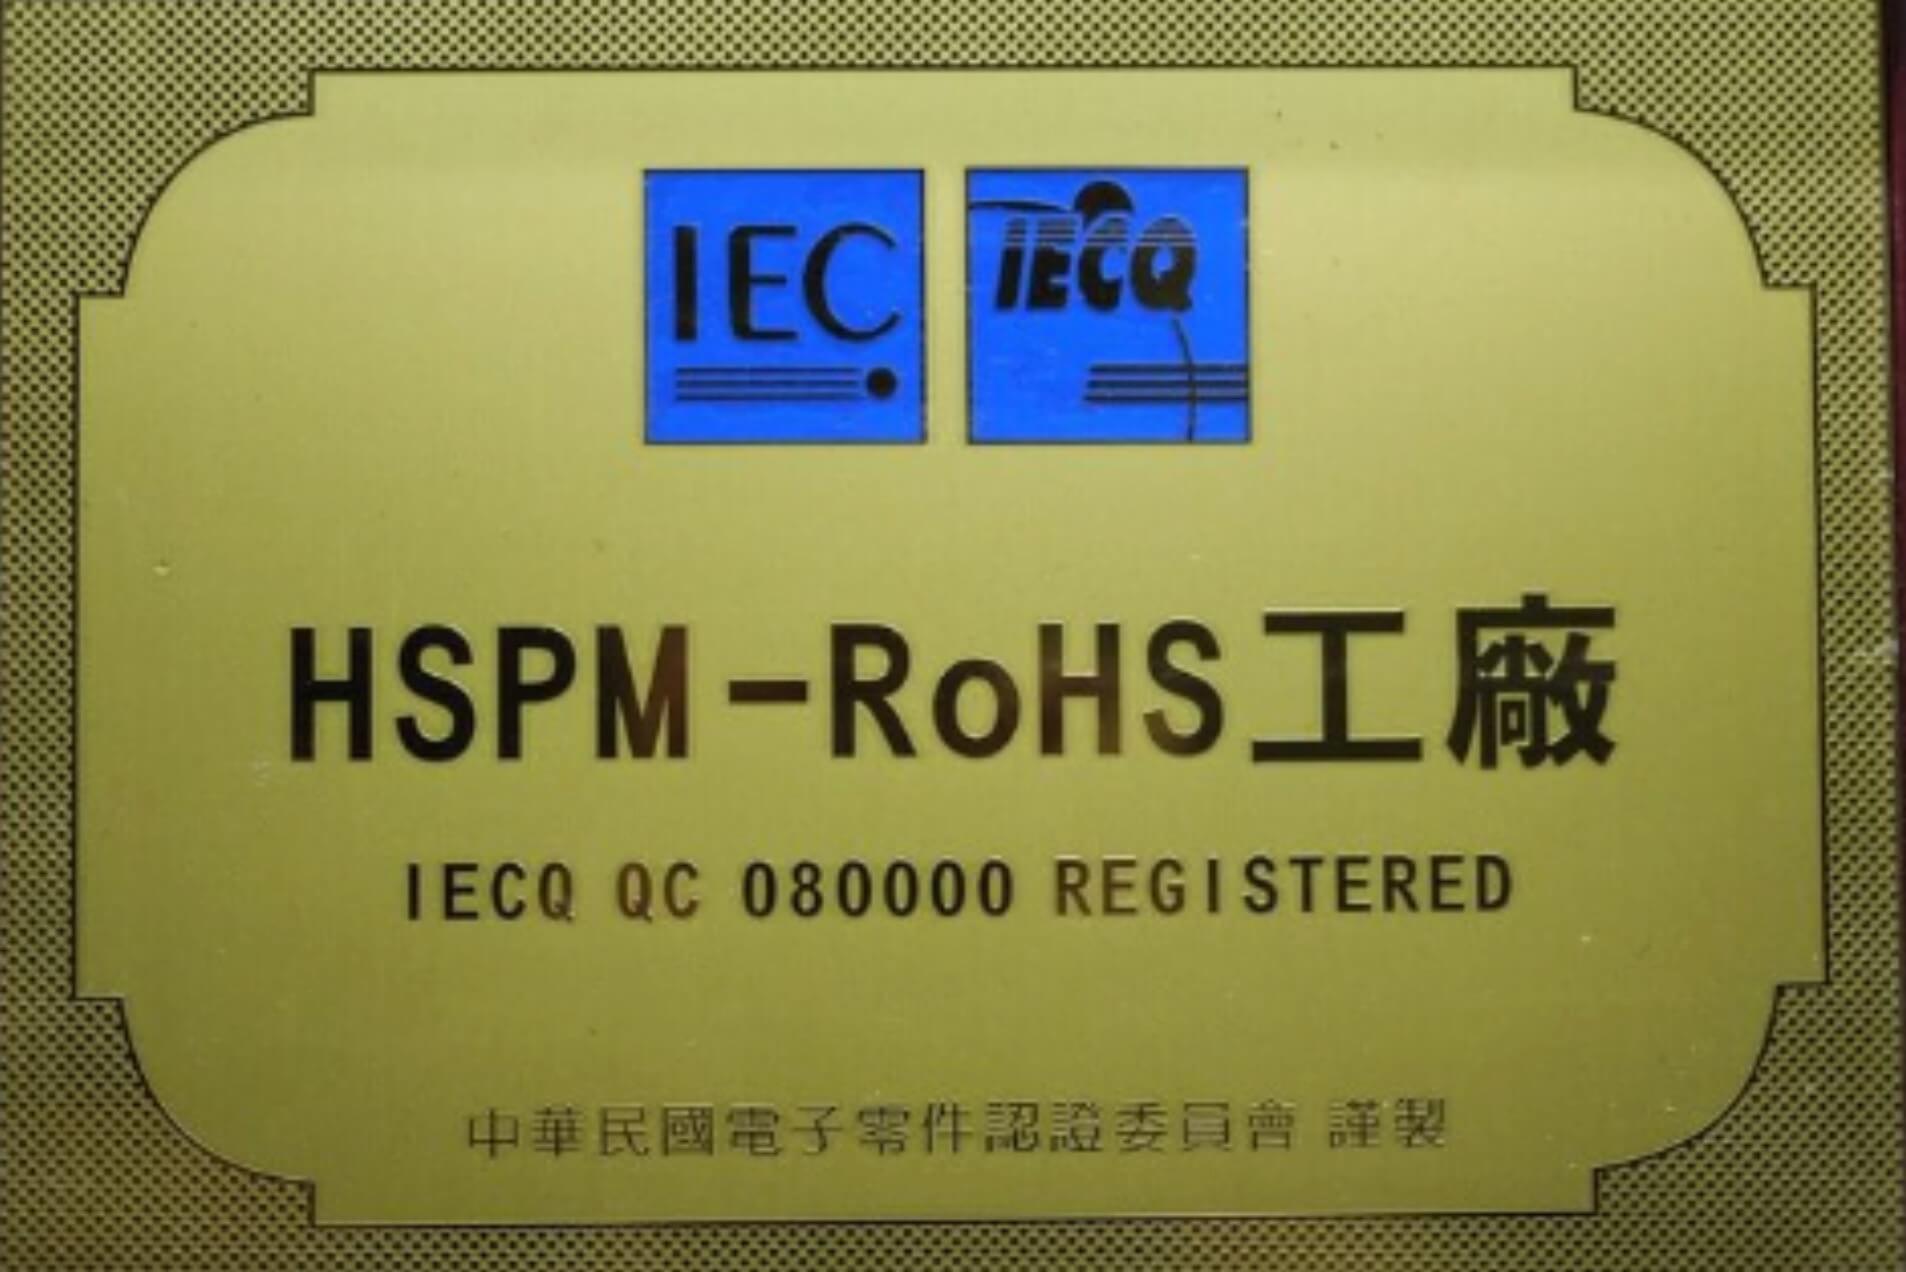 IEC IECQ
HSPM-RoHS工廠
IECQ QC 080000 REGISTERED
中華民國電子零件認證委員會 謹製